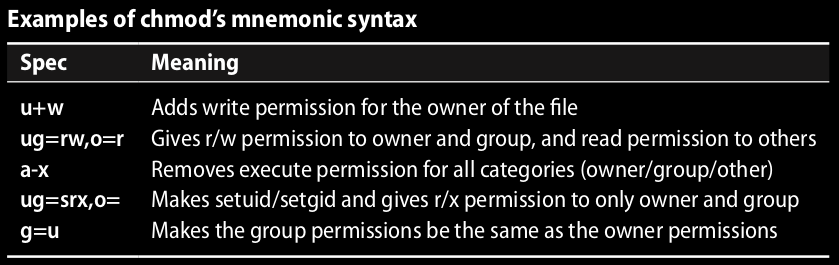 Examples of chmod’s mnemonic syntax
Spec Meaning
u+w Adds write permission for the owner of the file
ug=rw,o=r Gives r/w permission to owner and group, and read permission to others
a-x Removes execute permission for all categories (owner/group/other)
ug=srx,o= Makes setuid/setgid and gives r/x permission to only owner and group
g=u Makes the group permissions be the same as the owner permissions